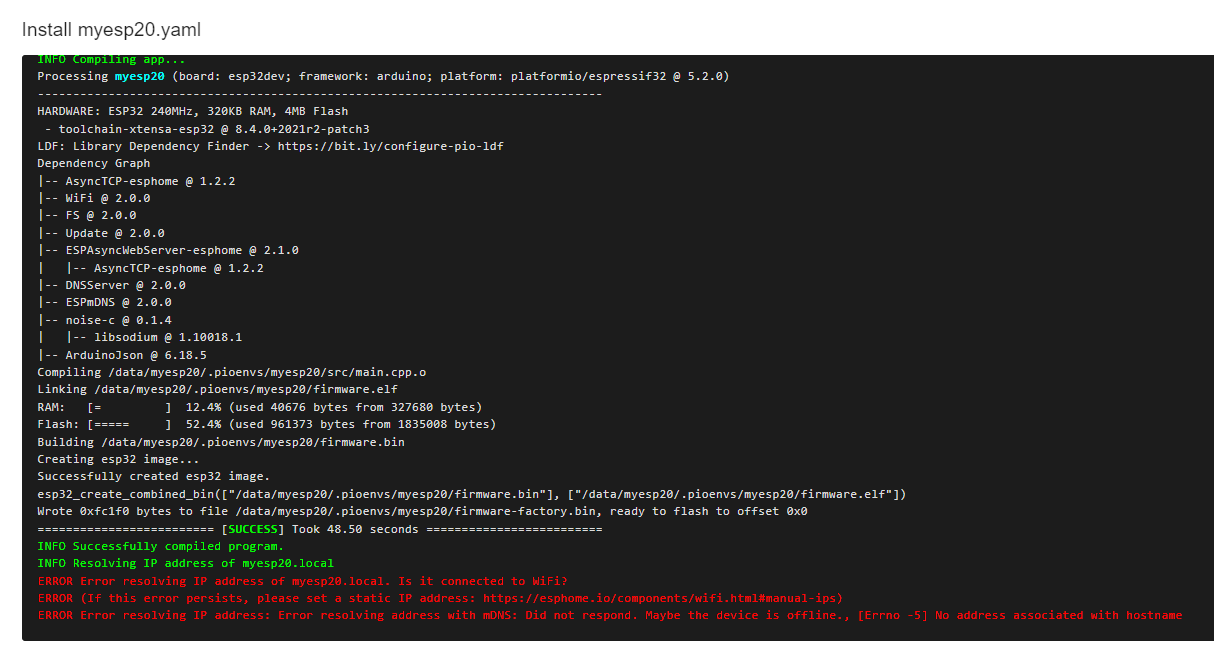 Install myesp20.yaml
INFO Compiling app...
Processing myesp20 (board: esp32dev; framework: arduino; platform: platformio/espressif32 @ 5.2.0)
--------------------------------------------------------------------------------
HARDWARE: ESP32 240MHz, 320KB RAM, 4MB Flash
 - toolchain-xtensa-esp32 @ 8.4.0+2021r2-patch3
LDF: Library Dependency Finder -> https://bit.ly/configure-pio-ldf
Dependency Graph
|-- AsyncTCP-esphome @ 1.2.2
|-- WiFi @ 2.0.0
|-- FS @ 2.0.0
|-- Update @ 2.0.0
|-- ESPAsyncWebServer-esphome @ 2.1.0
|   |-- AsyncTCP-esphome @ 1.2.2
|-- DNSServer @ 2.0.0
|-- ESPmDNS @ 2.0.0
|-- noise-c @ 0.1.4
|   |-- libsodium @ 1.10018.1
|-- ArduinoJson @ 6.18.5
Compiling /data/myesp20/.pioenvs/myesp20/src/main.cpp.o
Linking /data/myesp20/.pioenvs/myesp20/firmware.elf
RAM:   [=         ]  12.4% (used 40676 bytes from 327680 bytes)
Flash: [=====     ]  52.4% (used 961373 bytes from 1835008 bytes)
Building /data/myesp20/.pioenvs/myesp20/firmware.bin
Creating esp32 image...
Successfully created esp32 image.
esp32_create_combined_bin(["/data/myesp20/.pioenvs/myesp20/firmware.bin"], ["/data/myesp20/.pioenvs/myesp20/firmware.elf"])
Wrote 0xfc1f0 bytes to file /data/myesp20/.pioenvs/myesp20/firmware-factory.bin, ready to flash to offset 0x0
========================= [SUCCESS] Took 48.50 seconds =========================
INFO Successfully compiled program.
INFO Resolving IP address of myesp20.local
ERROR Error resolving IP address of myesp20.local. Is it connected to WiFi?
ERROR (If this error persists, please set a static IP address: https://esphome.io/components/wifi.html#manual-ips)
ERROR Error resolving IP address: Error resolving address with mDNS: Did not respond. Maybe the device is offline., [Errno -5] No address associated with hostname